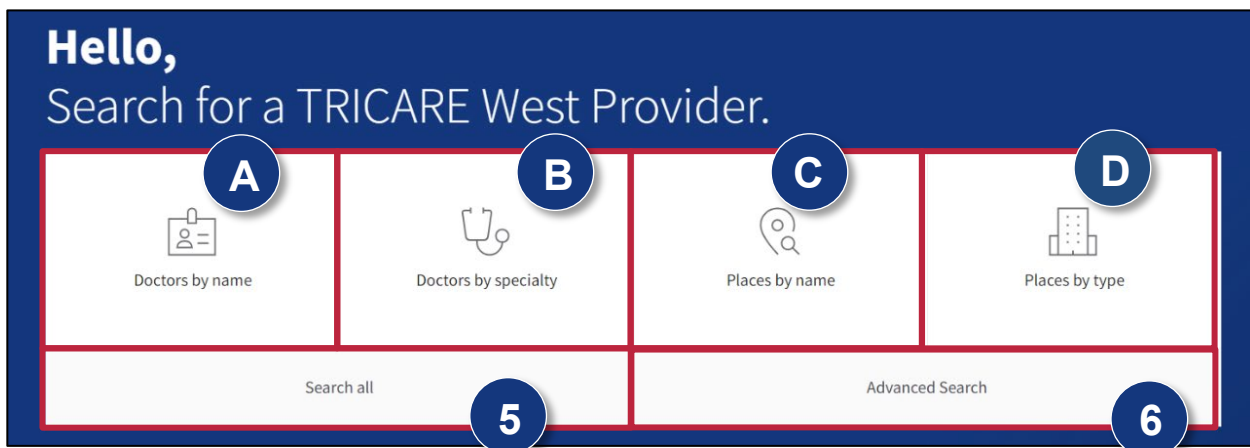 Hello,
Search for a TRICARE West Provider.
A B C D
Doctors by name Doctors by specialty Places by name Places by type
Search all Advanced Search
5 6